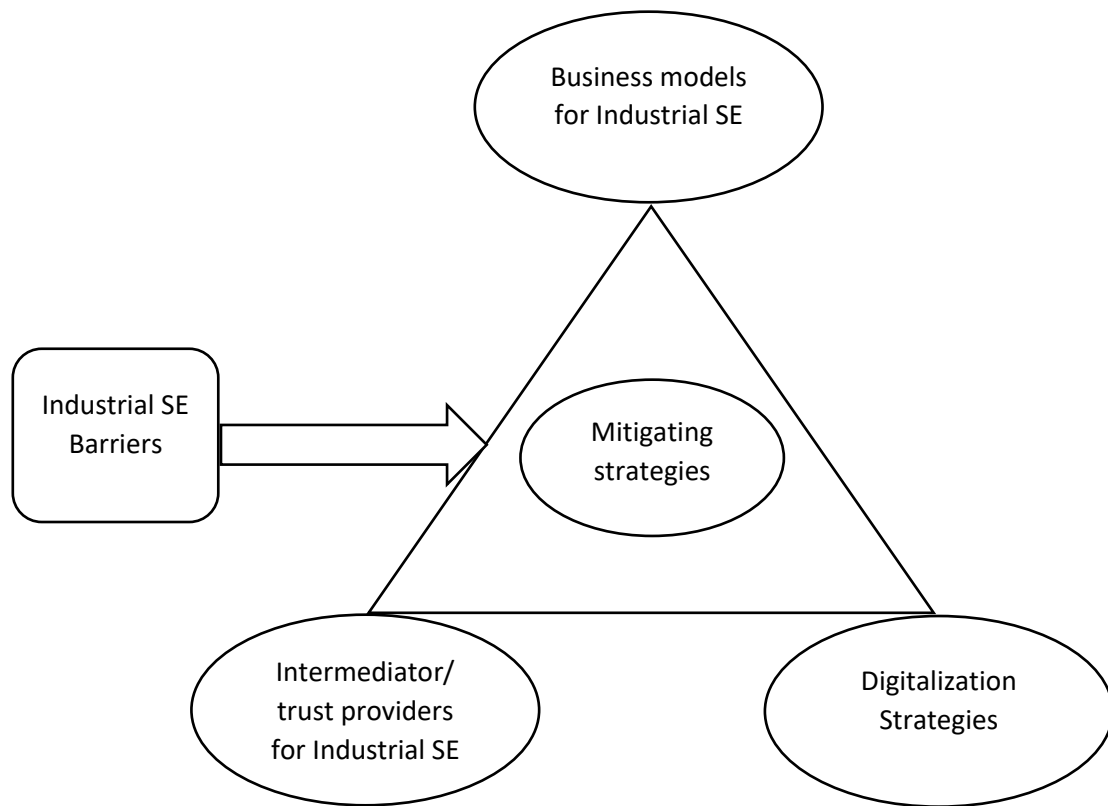 Business models
for Industrial SE
Industrial SE
Barriers
Mitigating
strategies
Intermediator/
trust providers
for Industrial SE
Digitalization
Strategies